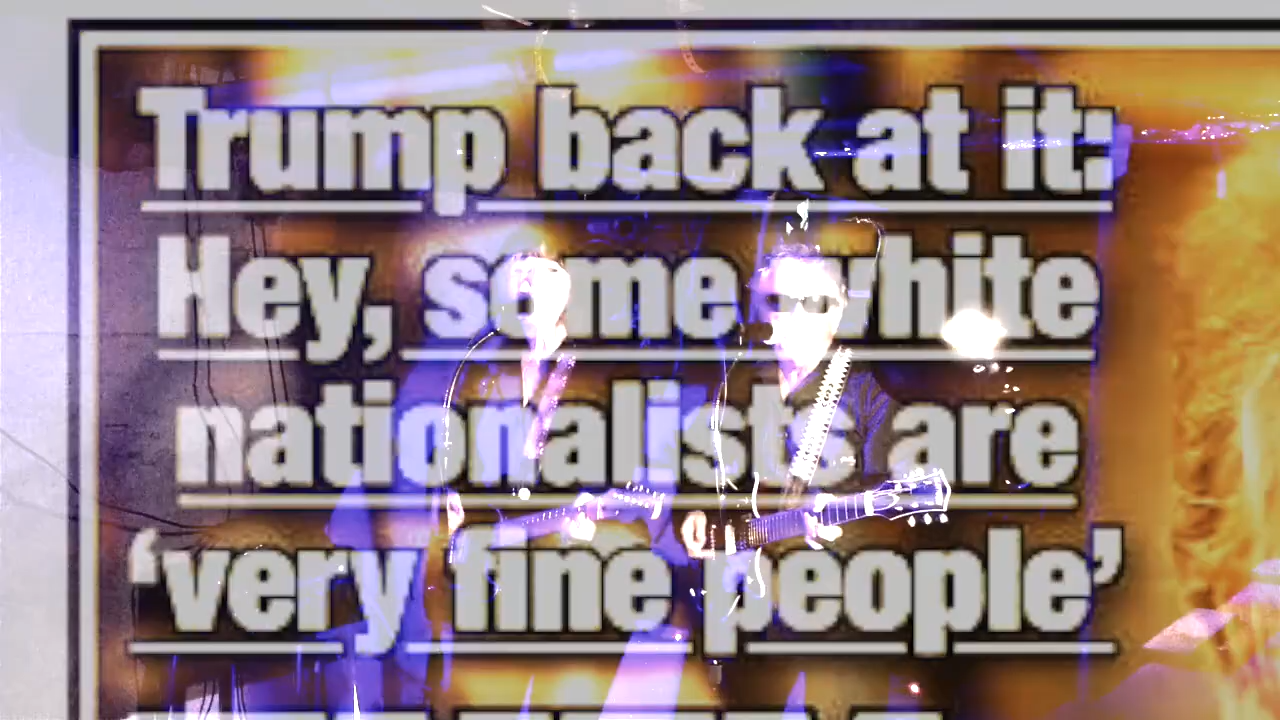 Trump back at it:
Hey, some white
nationalists are
‘very fine people’